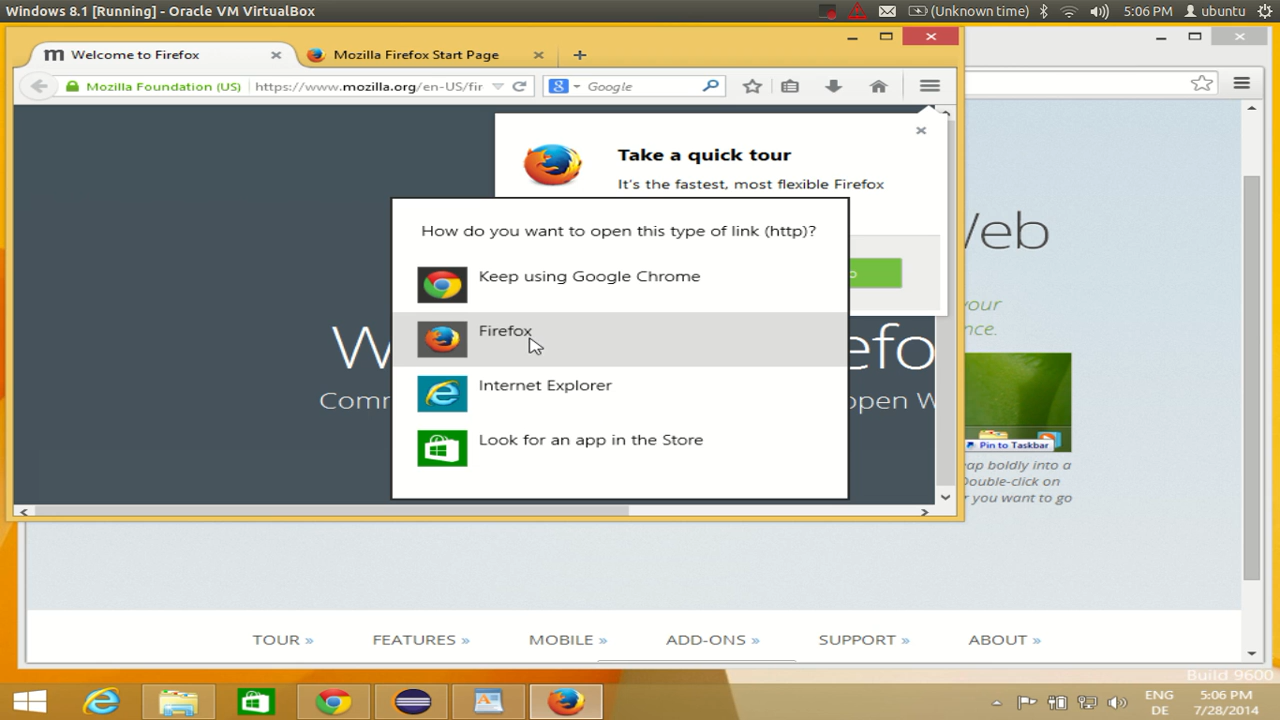 Windows 8.1 [Running] - Oracle VM VirtualBox
(Unknown time)
5:06 PM
ubuntu
Welcome to Firefox
Mozilla Firefox Start Page
Mozilla Foundation (US)
https://www.mozilla.org/en-US/fir
Google
Take a quick tour
It's the fastest, most flexible Firefox
How do you want to open this type of link (http)?
Keep using Google Chrome
Firefox
Internet Explorer
Look for an app in the Store
W
efo
Comm
open W
Web
your
nce.
Pin to Taskbar
eap boldly into a
Double-click on
r you want to go
TOUR »
FEATURES »
MOBILE »
ADD-ONS »
SUPPORT »
ABOUT »
Build 9600
ENG
DE
5:06 PM
7/28/2014